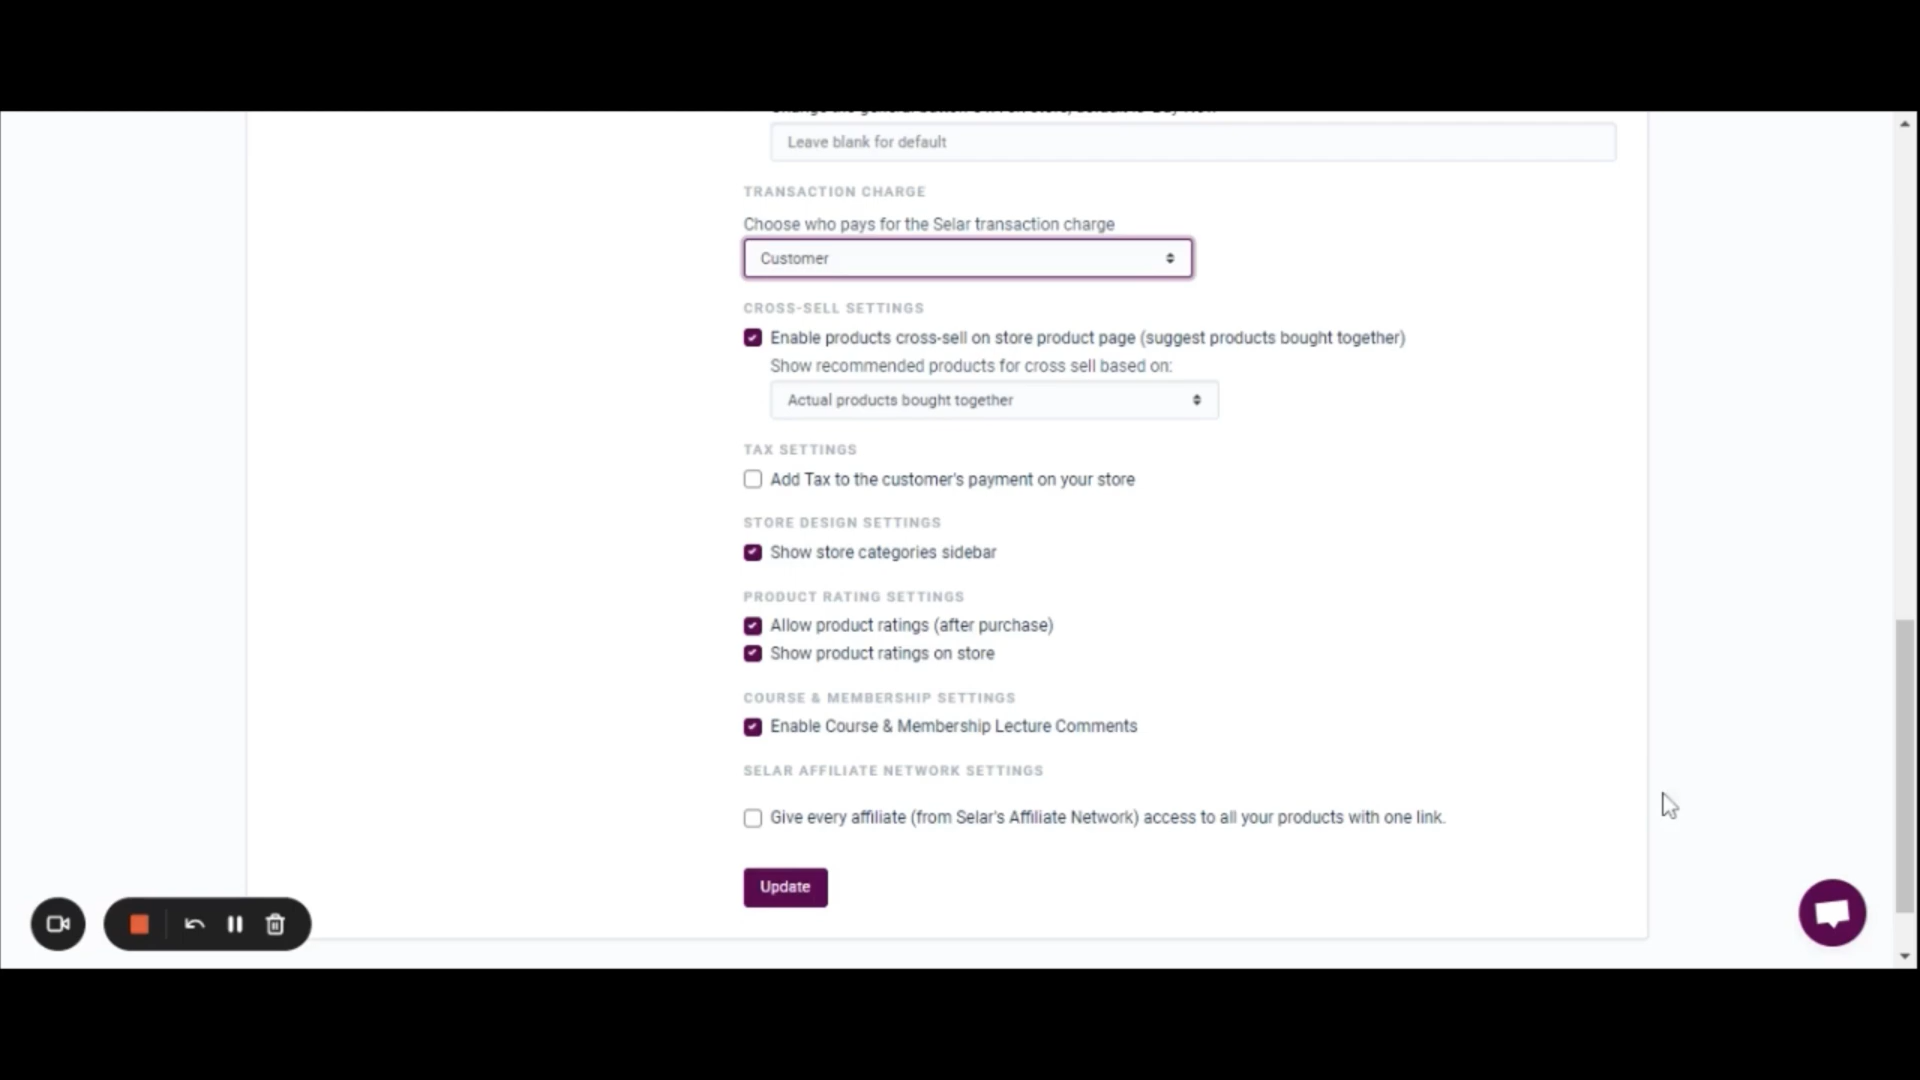 Leave blank for default
TRANSACTION CHARGE
Choose who pays for the Selar transaction charge
Customer
CROSS-SELL SETTINGS
Enable products cross-sell on store product page (suggest products bought together)
Show recommended products for cross sell based on:
Actual products bought together
TAX SETTINGS
Add Tax to the customer's payment on your store
STORE DESIGN SETTINGS
Show store categories sidebar
PRODUCT RATING SETTINGS
Allow product ratings (after purchase)
Show product ratings on store
COURSE & MEMBERSHIP SETTINGS
Enable Course & Membership Lecture Comments
SELAR AFFILIATE NETWORK SETTINGS
Give every affiliate (from Selar's Affiliate Network) access to all your products with one link.
Update